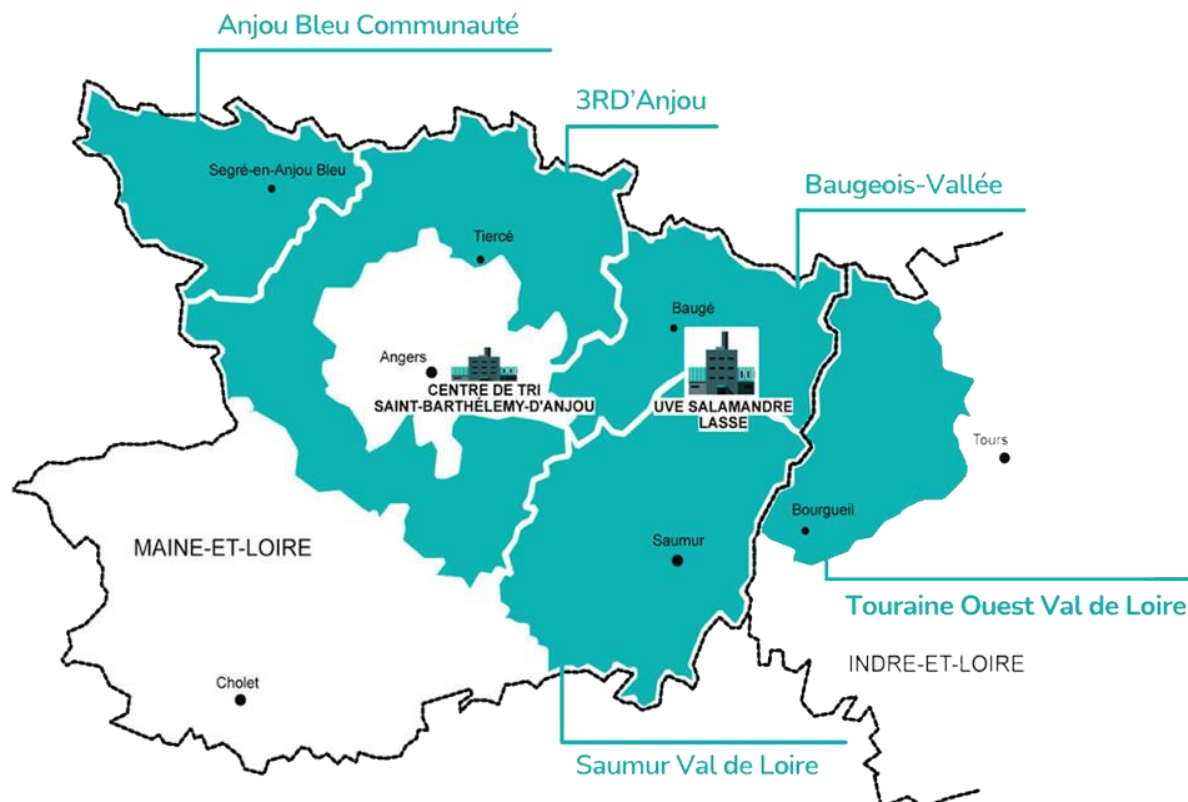 Anjou Bleu Communauté
3RD'Anjou
Segré-en-Anjou Bleu
Baugeois-Vallée
Tiercé
Baugé
Angers
CENTRE DE TRI
SAINT-BARTHÉLEMY-D'ANJOU
UVE SALAMANDRE
LASSE
Tours
Bourgueil
MAINE-ET-LOIRE
Saumur
Touraine Ouest Val de Loire
INDRE-ET-LOIRE
Cholet
Saumur Val de Loire